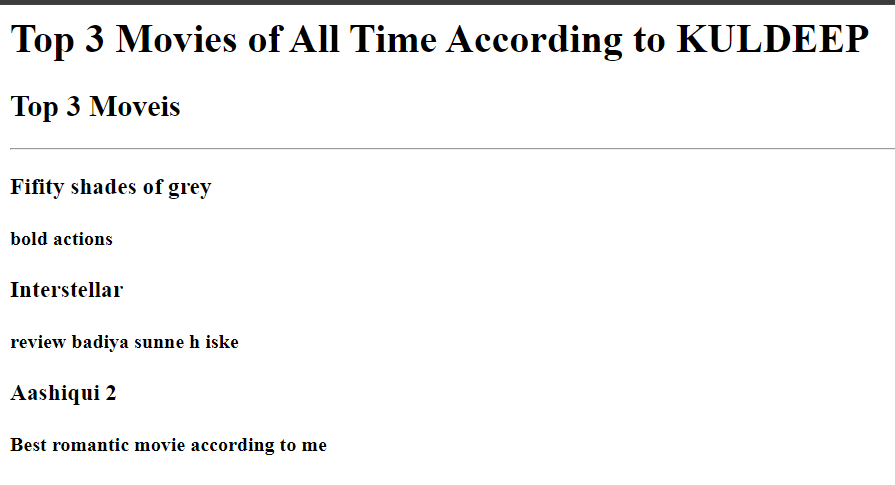 Top 3 Movies of All Time According to KULDEEP
Top 3 Moveis
Fifity shades of grey
bold actions
Interstellar
review badiya sunne h iske
Aashiqui 2
Best romantic movie according to me